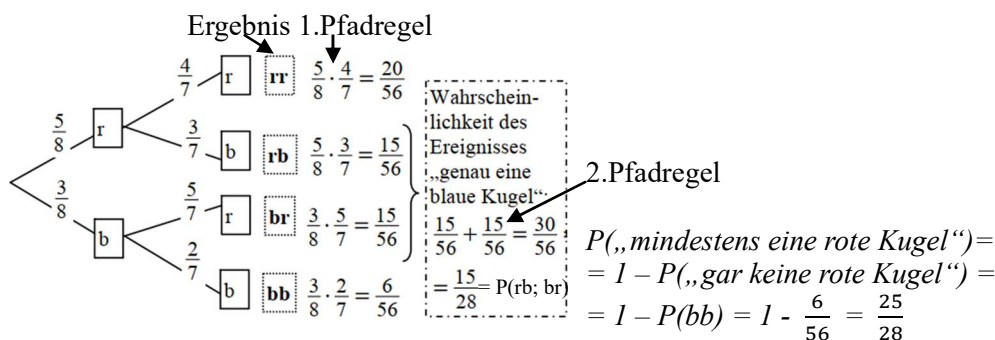 Ergebnis 1.Pfadregel
4/7 r rr 5/8 · 4/7 = 20/56
5/8 r
3/7 b rb 5/8 · 3/7 = 15/56
3/8 b
5/7 r br 3/8 · 5/7 = 15/56
2/7 b bb 3/8 · 2/7 = 6/56
Wahrschein-
lichkeit des
Ereignisses
„genau eine
blaue Kugel“:
15/56 + 15/56 = 30/56
= 15/28 = P(rb; br)
2.Pfadregel
P(„mindestens eine rote Kugel“)=
= 1 – P(„gar keine rote Kugel“) =
= 1 – P(bb) = 1 - 6/56 = 25/28